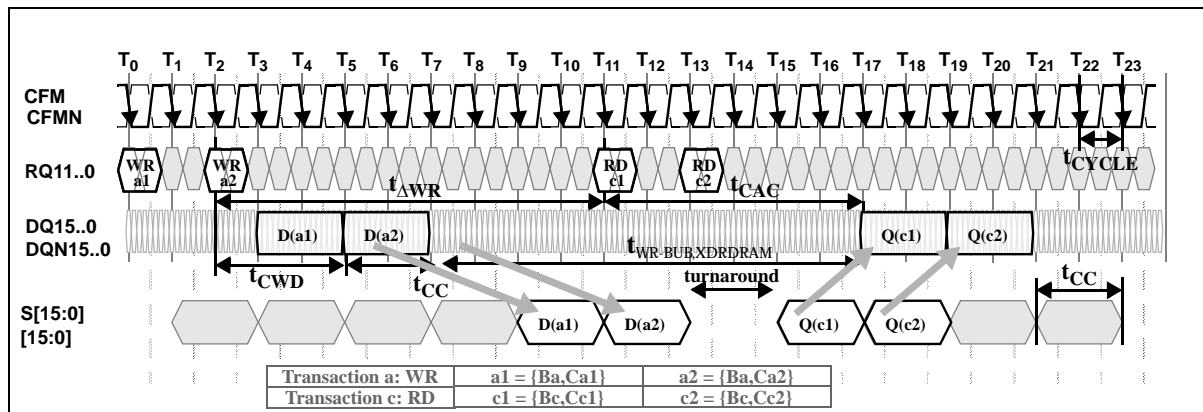 T0 T1 T2 T3 T4 T5 T6 T7 T8 T9 T10 T11 T12 T13 T14 T15 T16 T17 T18 T19 T20 T21 T22 T23
CFM
CFMN
tCYCLE
RQ11..0
WR a1
WR a2
RD c1
RD c2
tΔWR
tCAC
DQ15..0
DQN15..0
D(a1)
D(a2)
Q(c1)
Q(c2)
tWR-BUB,XDRDRAM
tCWD
tCC
turnaround
tCC
S[15:0]
[15:0]
D(a1)
D(a2)
Q(c1)
Q(c2)
Transaction a: WR a1 = {Ba,Ca1} a2 = {Ba,Ca2}
Transaction c: RD c1 = {Bc,Cc1} c2 = {Bc,Cc2}